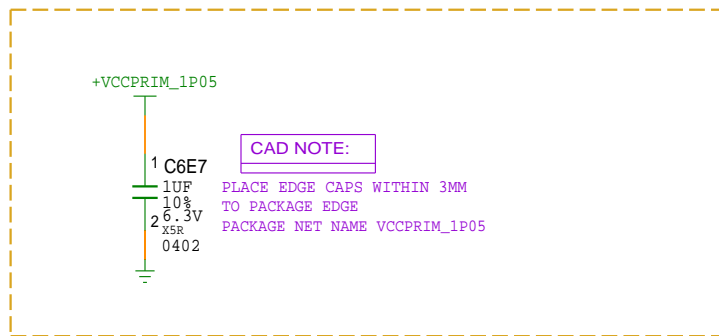 +VCCPRIM_1P05
CAD NOTE:
1 C6E7
1UF
10%
2 6.3V
X5R
0402
PLACE EDGE CAPS WITHIN 3MM
TO PACKAGE EDGE
PACKAGE NET NAME VCCPRIM_1P05